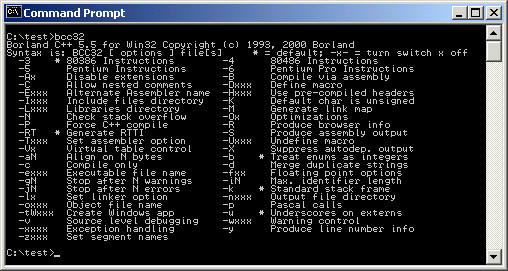 Command Prompt
C:\test>bcc32
Borland C++ 5.5 for Win32 Copyright (c) 1993, 2000 Borland
Syntax is: BCC32 [ options ] file[s]     * = default; -x- = turn switch x off
-3    * 80386 Instructions        -4      80486 Instructions
-5      Pentium Instructions      -6      Pentium Pro Instructions
-Ax     Disable extensions        -B      Compile via assembly
-C      Allow nested comments     -Dxxx   Define macro
-Exxx   Alternate Assembler name  -Hxxx   Use pre-compiled headers
-Ixxx   Include files directory   -K      Default char is unsigned
-Lxxx   Libraries directory       -M      Generate link map
-N      Check stack overflow      -Ox     Optimizations
-P      Force C++ compile         -R      Produce browser info
-RT   * Generate RTTI             -S      Produce assembly output
-Txxx   Set assembler option      -Uxxx   Undefine macro
-Vx     Virtual table control     -X      Suppress autodep. output
-aN     Align on N bytes          -b    * Treat enums as integers
-c      Compile only              -d      Merge duplicate strings
-exxx   Executable file name      -fxx    Floating point options
-gN     Stop after N warnings     -iN     Max. identifier length
-jN     Stop after N errors       -k    * Standard stack frame
-lx     Set linker option         -nxxx   Output file directory
-oxxx   Object file name          -p      Pascal calls
-tWxxx  Create Windows app        -u    * Underscores on externs
-v      Source level debugging    -wxxx   Warning control
-xxxx   Exception handling        -y      Produce line number info
-zxxx   Set segment names
C:\test>_